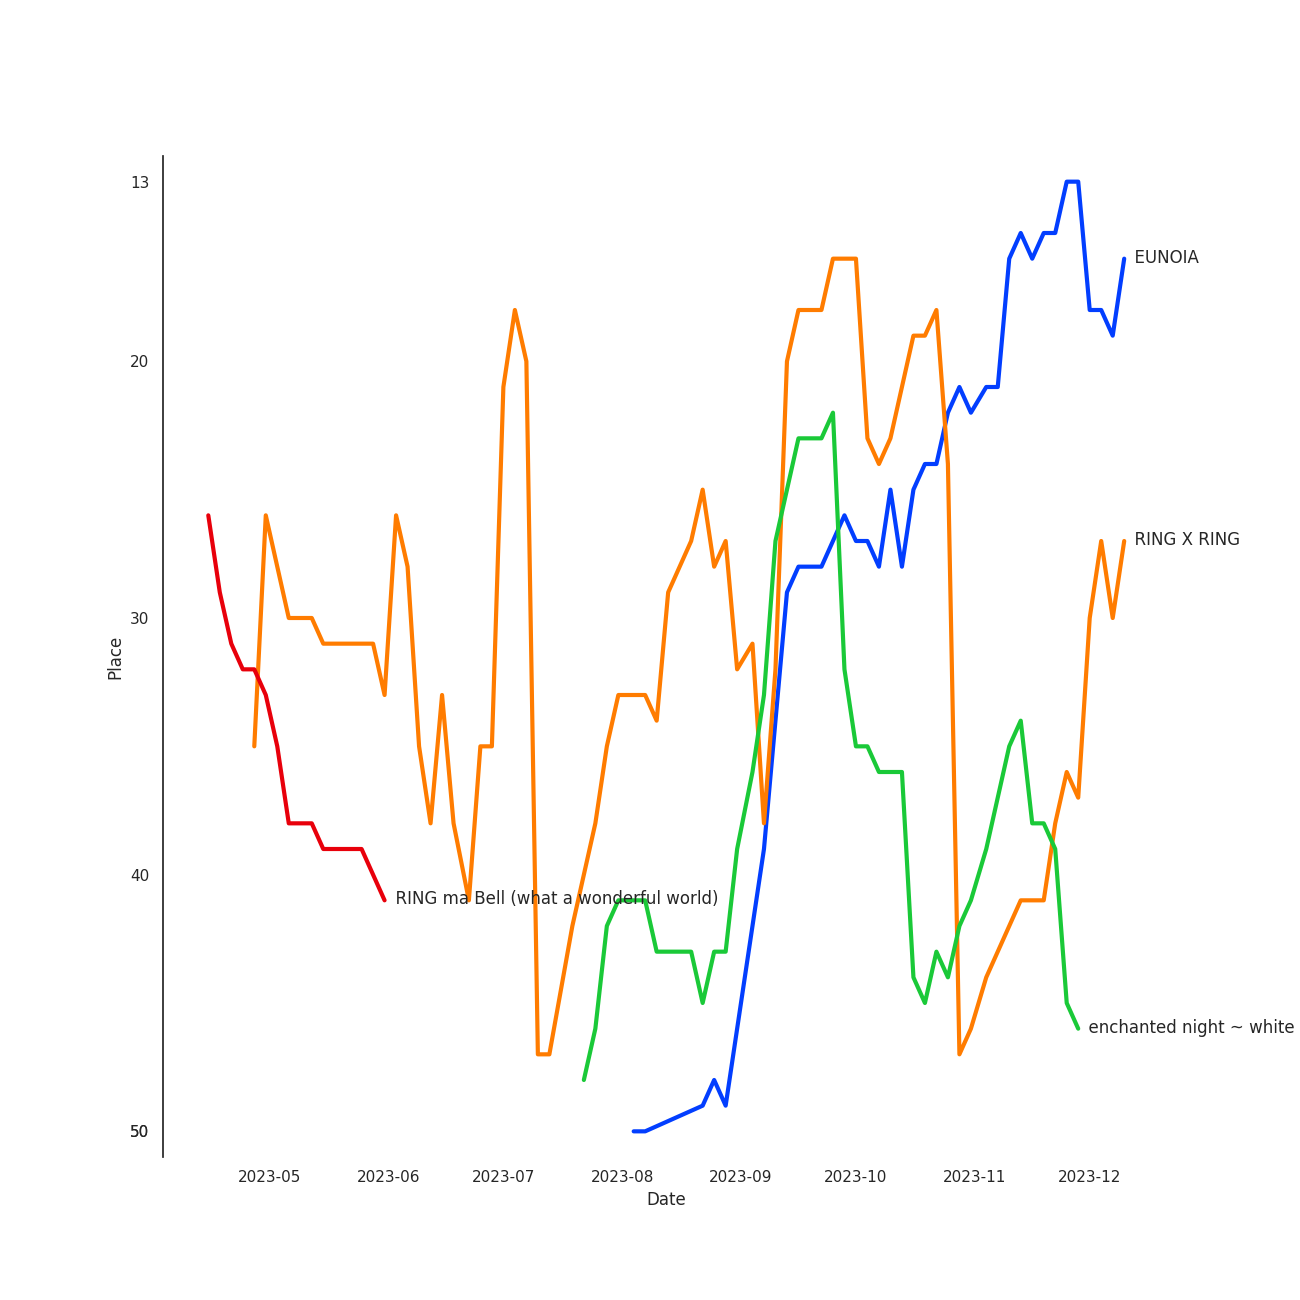 13
20
30
40
50
Place
EUNOIA
RING X RING
RING ma Bell (what a wonderful world)
enchanted night ~ white
2023-05 2023-06 2023-07 2023-08 2023-09 2023-10 2023-11 2023-12
Date